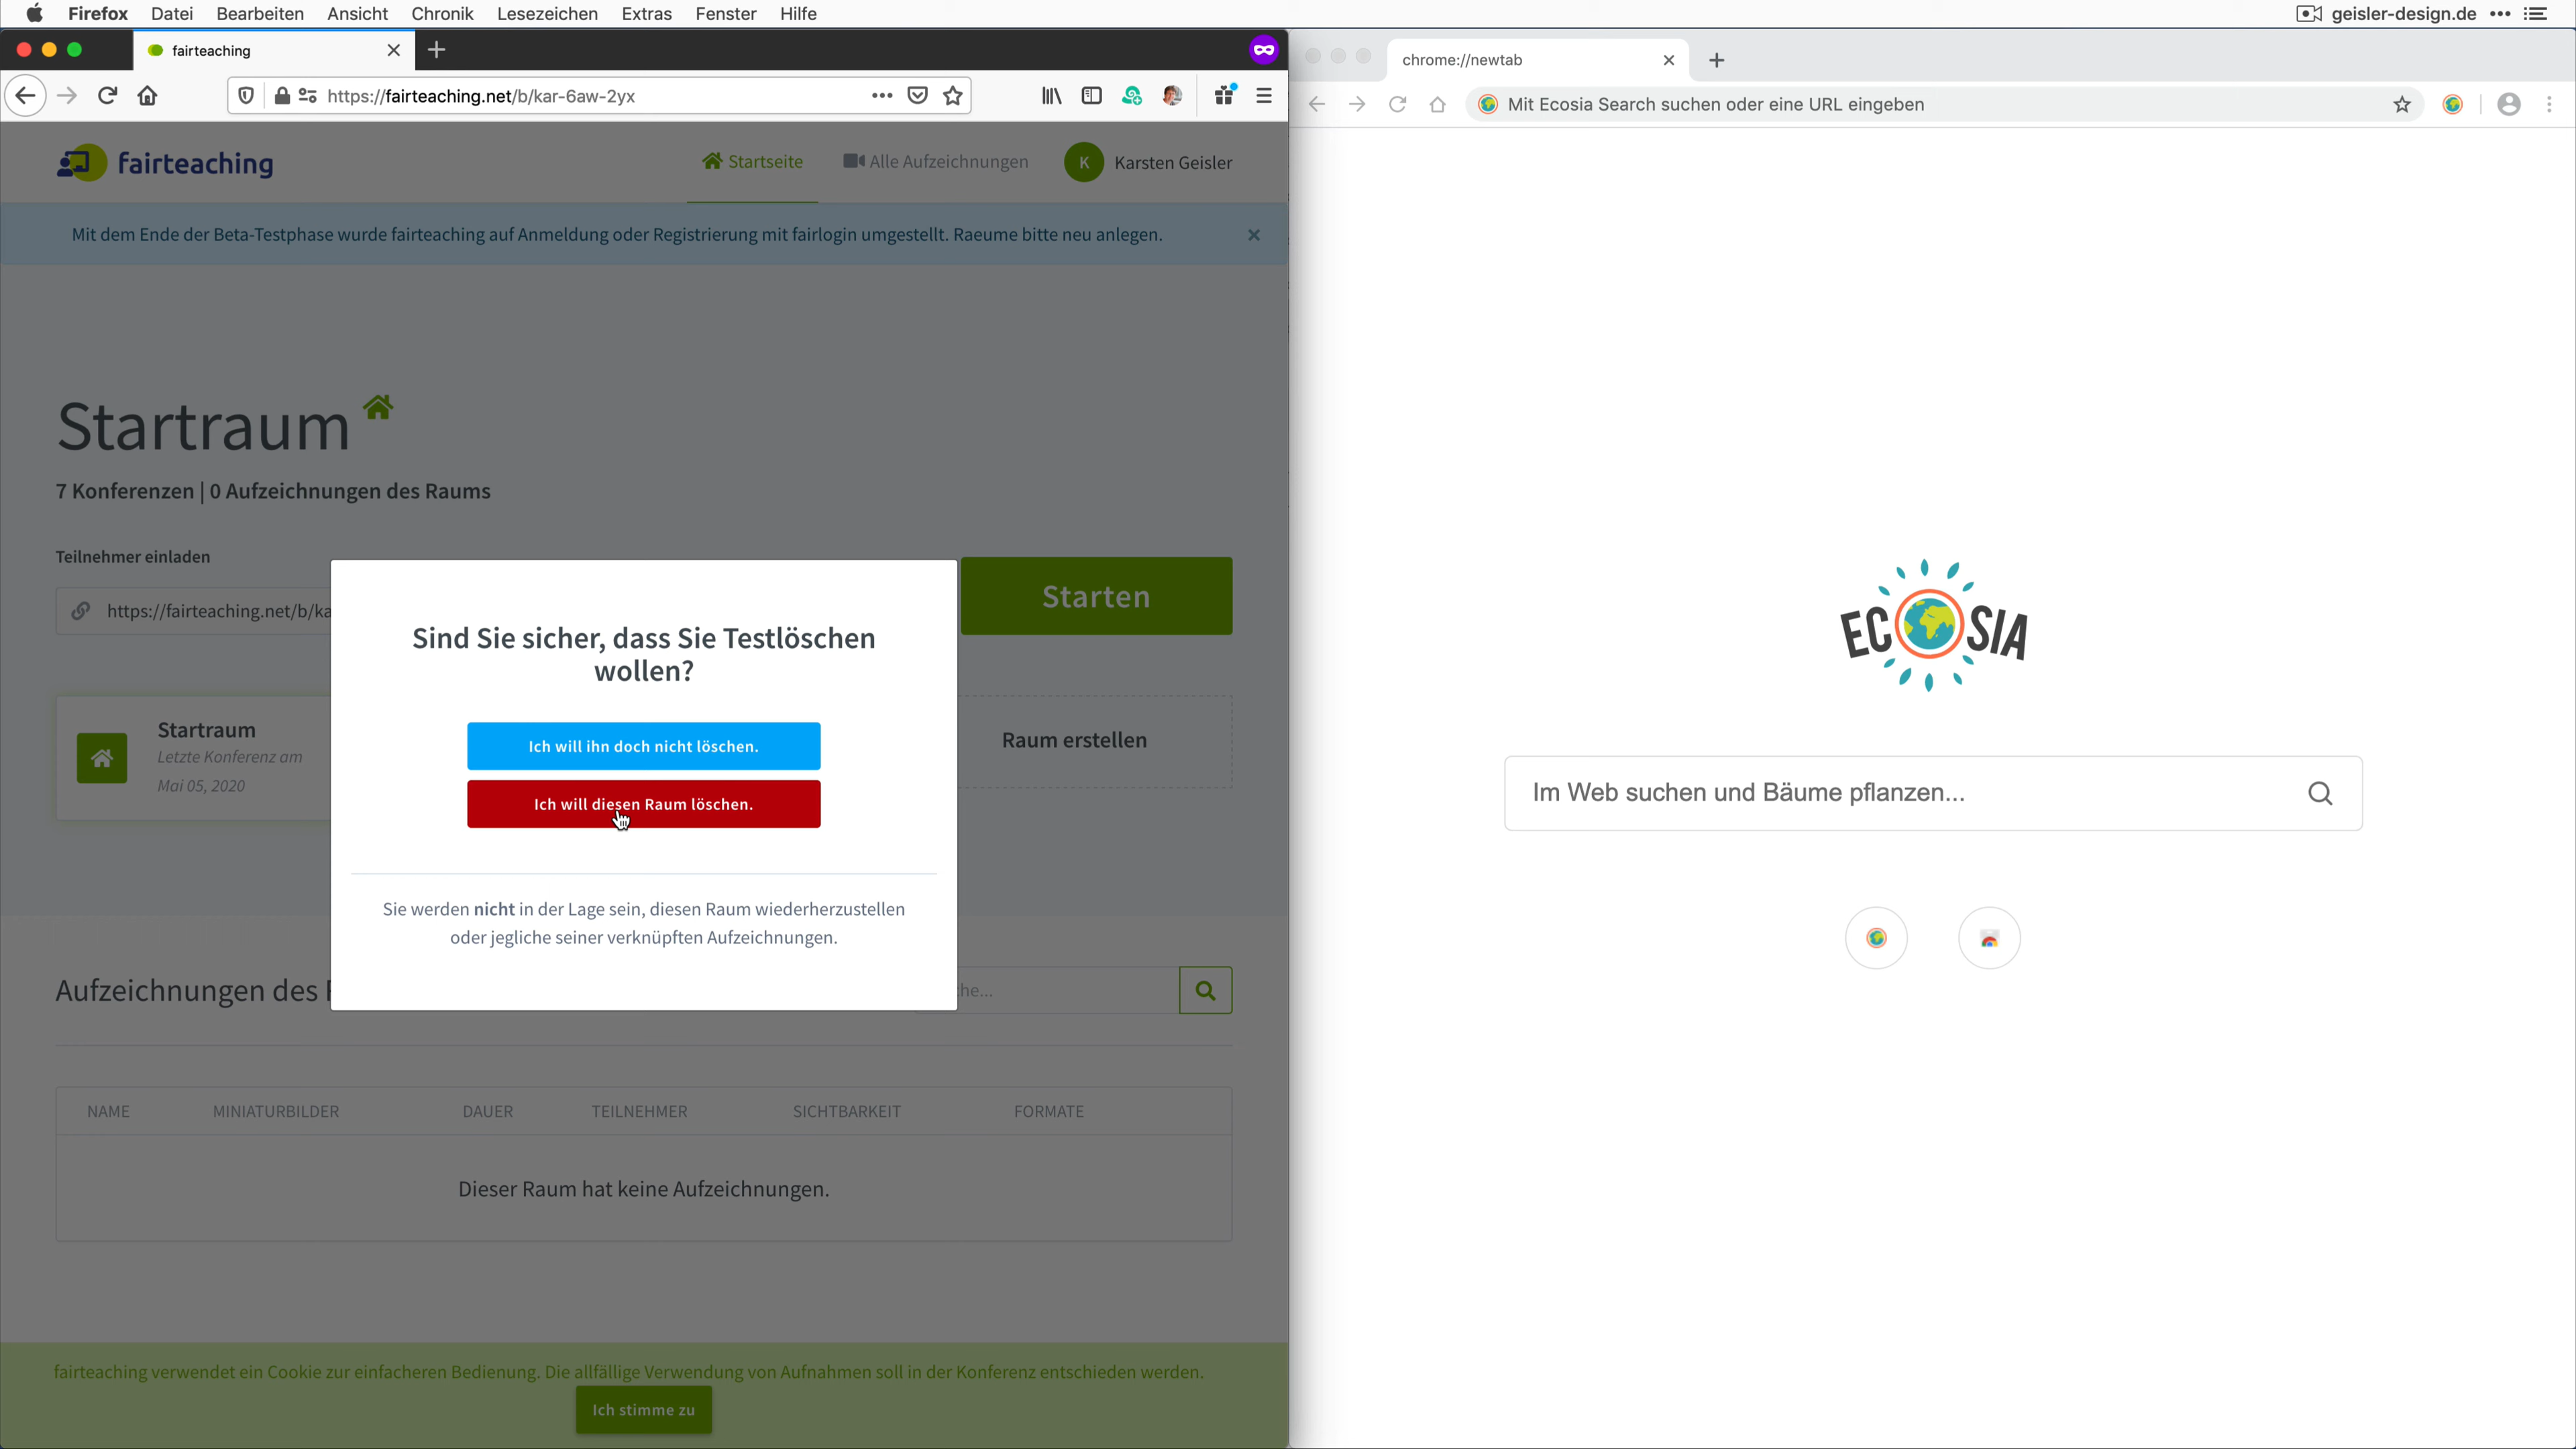 Firefox Datei Bearbeiten Ansicht Chronik Lesezeichen Extras Fenster Hilfe
geisler-design.de
fairteaching
https://fairteaching.net/b/kar-6aw-2yx
fairteaching
Startseite
Alle Aufzeichnungen
K
Karsten Geisler
Mit dem Ende der Beta-Testphase wurde fairteaching auf Anmeldung oder Registrierung mit fairlogin umgestellt. Raeume bitte neu anlegen.
Startraum
7 Konferenzen | 0 Aufzeichnungen des Raums
Teilnehmer einladen
https://fairteaching.net/b/ka
Starten
Sind Sie sicher, dass Sie Testlöschen
wollen?
Ich will ihn doch nicht löschen.
Ich will diesen Raum löschen.
Sie werden nicht in der Lage sein, diesen Raum wiederherzustellen
oder jegliche seiner verknüpften Aufzeichnungen.
Startraum
Letzte Konferenz am
Mai 05, 2020
Raum erstellen
Aufzeichnungen des
he...
NAME MINIATURBILDER DAUER TEILNEHMER SICHTBARKEIT FORMATE
Dieser Raum hat keine Aufzeichnungen.
fairteaching verwendet ein Cookie zur einfacheren Bedienung. Die allfällige Verwendung von Aufnahmen soll in der Konferenz entschieden werden.
Ich stimme zu
chrome://newtab
Mit Ecosia Search suchen oder eine URL eingeben
ECOSIA
Im Web suchen und Bäume pflanzen...